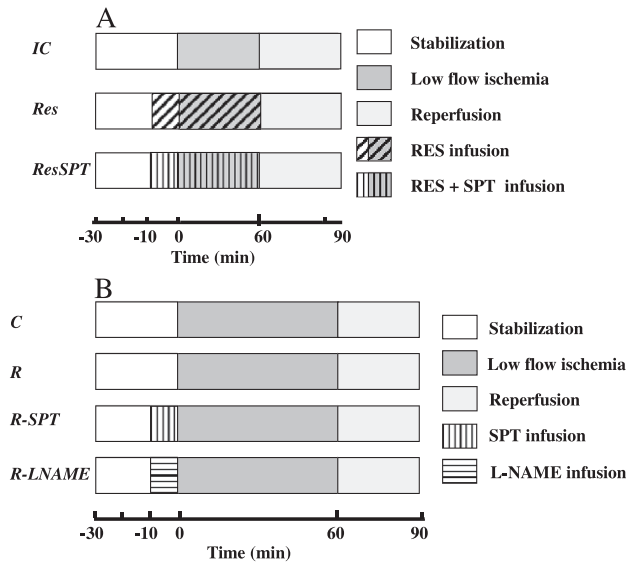 A
IC
Res
ResSPT
-30 -10 0 60 90
Time (min)
Stabilization
Low flow ischemia
Reperfusion
RES infusion
RES + SPT infusion
B
C
R
R-SPT
R-LNAME
-30 -10 0 60 90
Time (min)
Stabilization
Low flow ischemia
Reperfusion
SPT infusion
L-NAME infusion